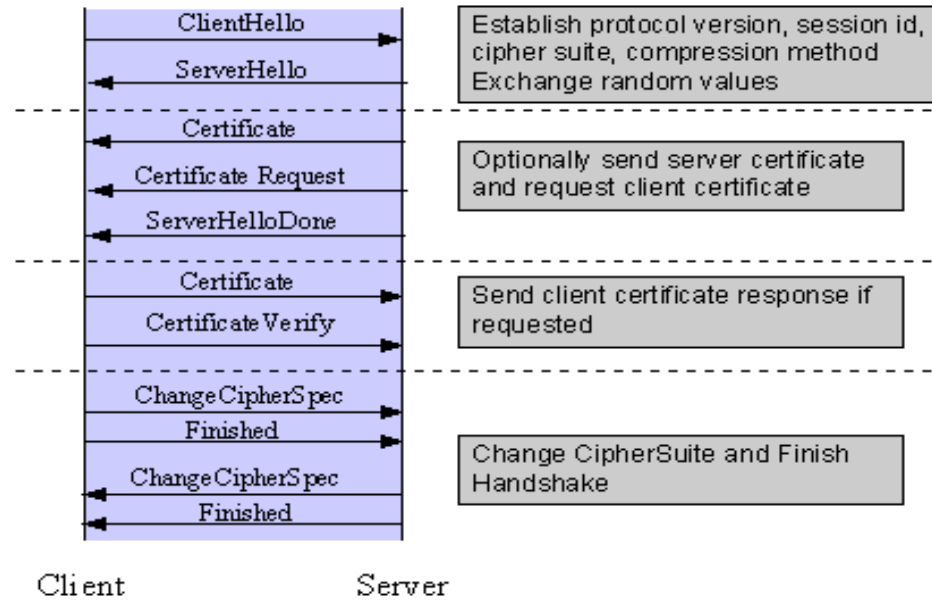 ClientHello
ServerHello
Establish protocol version, session id,
cipher suite, compression method
Exchange random values
Certificate
Certificate Request
ServerHelloDone
Optionally send server certificate
and request client certificate
Certificate
CertificateVerify
Send client certificate response if
requested
ChangeCipherSpec
Finished
ChangeCipherSpec
Finished
Change CipherSuite and Finish
Handshake
Client
Server